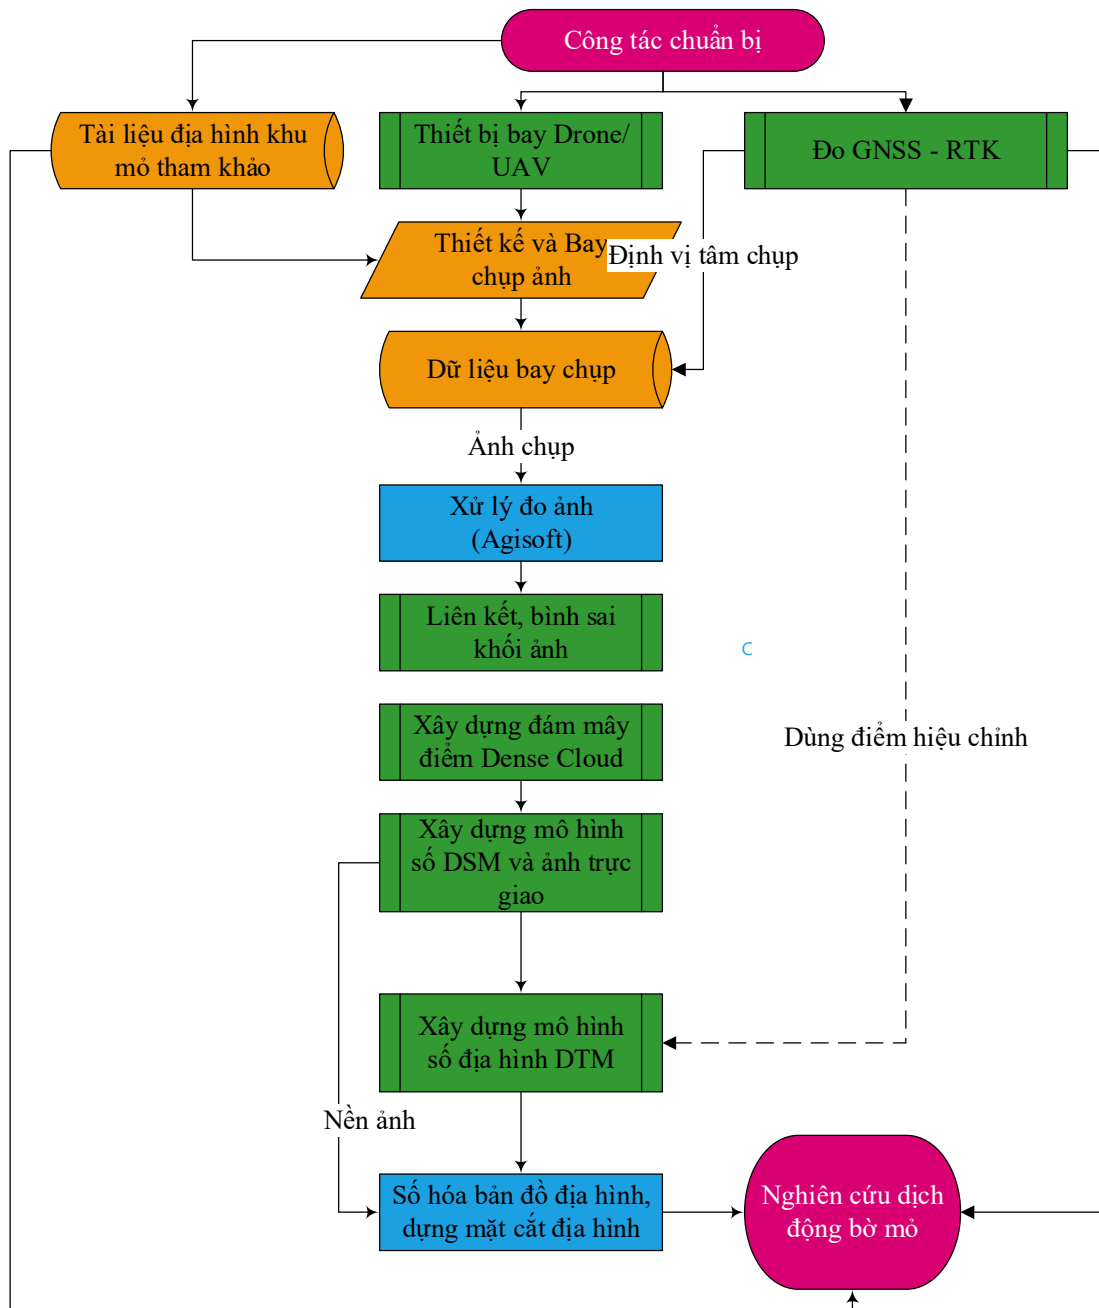 Công tác chuẩn bị
Tài liệu địa hình khu
mỏ tham khảo
Thiết bị bay Drone/
UAV
Đo GNSS - RTK
Thiết kế và Bay
chụp ảnh
Định vị tâm chụp
Dữ liệu bay chụp
Ảnh chụp
Xử lý đo ảnh
(Agisoft)
Liên kết, bình sai
khối ảnh
C
Xây dựng đám mây
điểm Dense Cloud
Dùng điểm hiệu chỉnh
Xây dựng mô hình
số DSM và ảnh trực
giao
Xây dựng mô hình
số địa hình DTM
Nền ảnh
Số hóa bản đồ địa hình,
dựng mặt cắt địa hình
Nghiên cứu dịch
động bờ mỏ